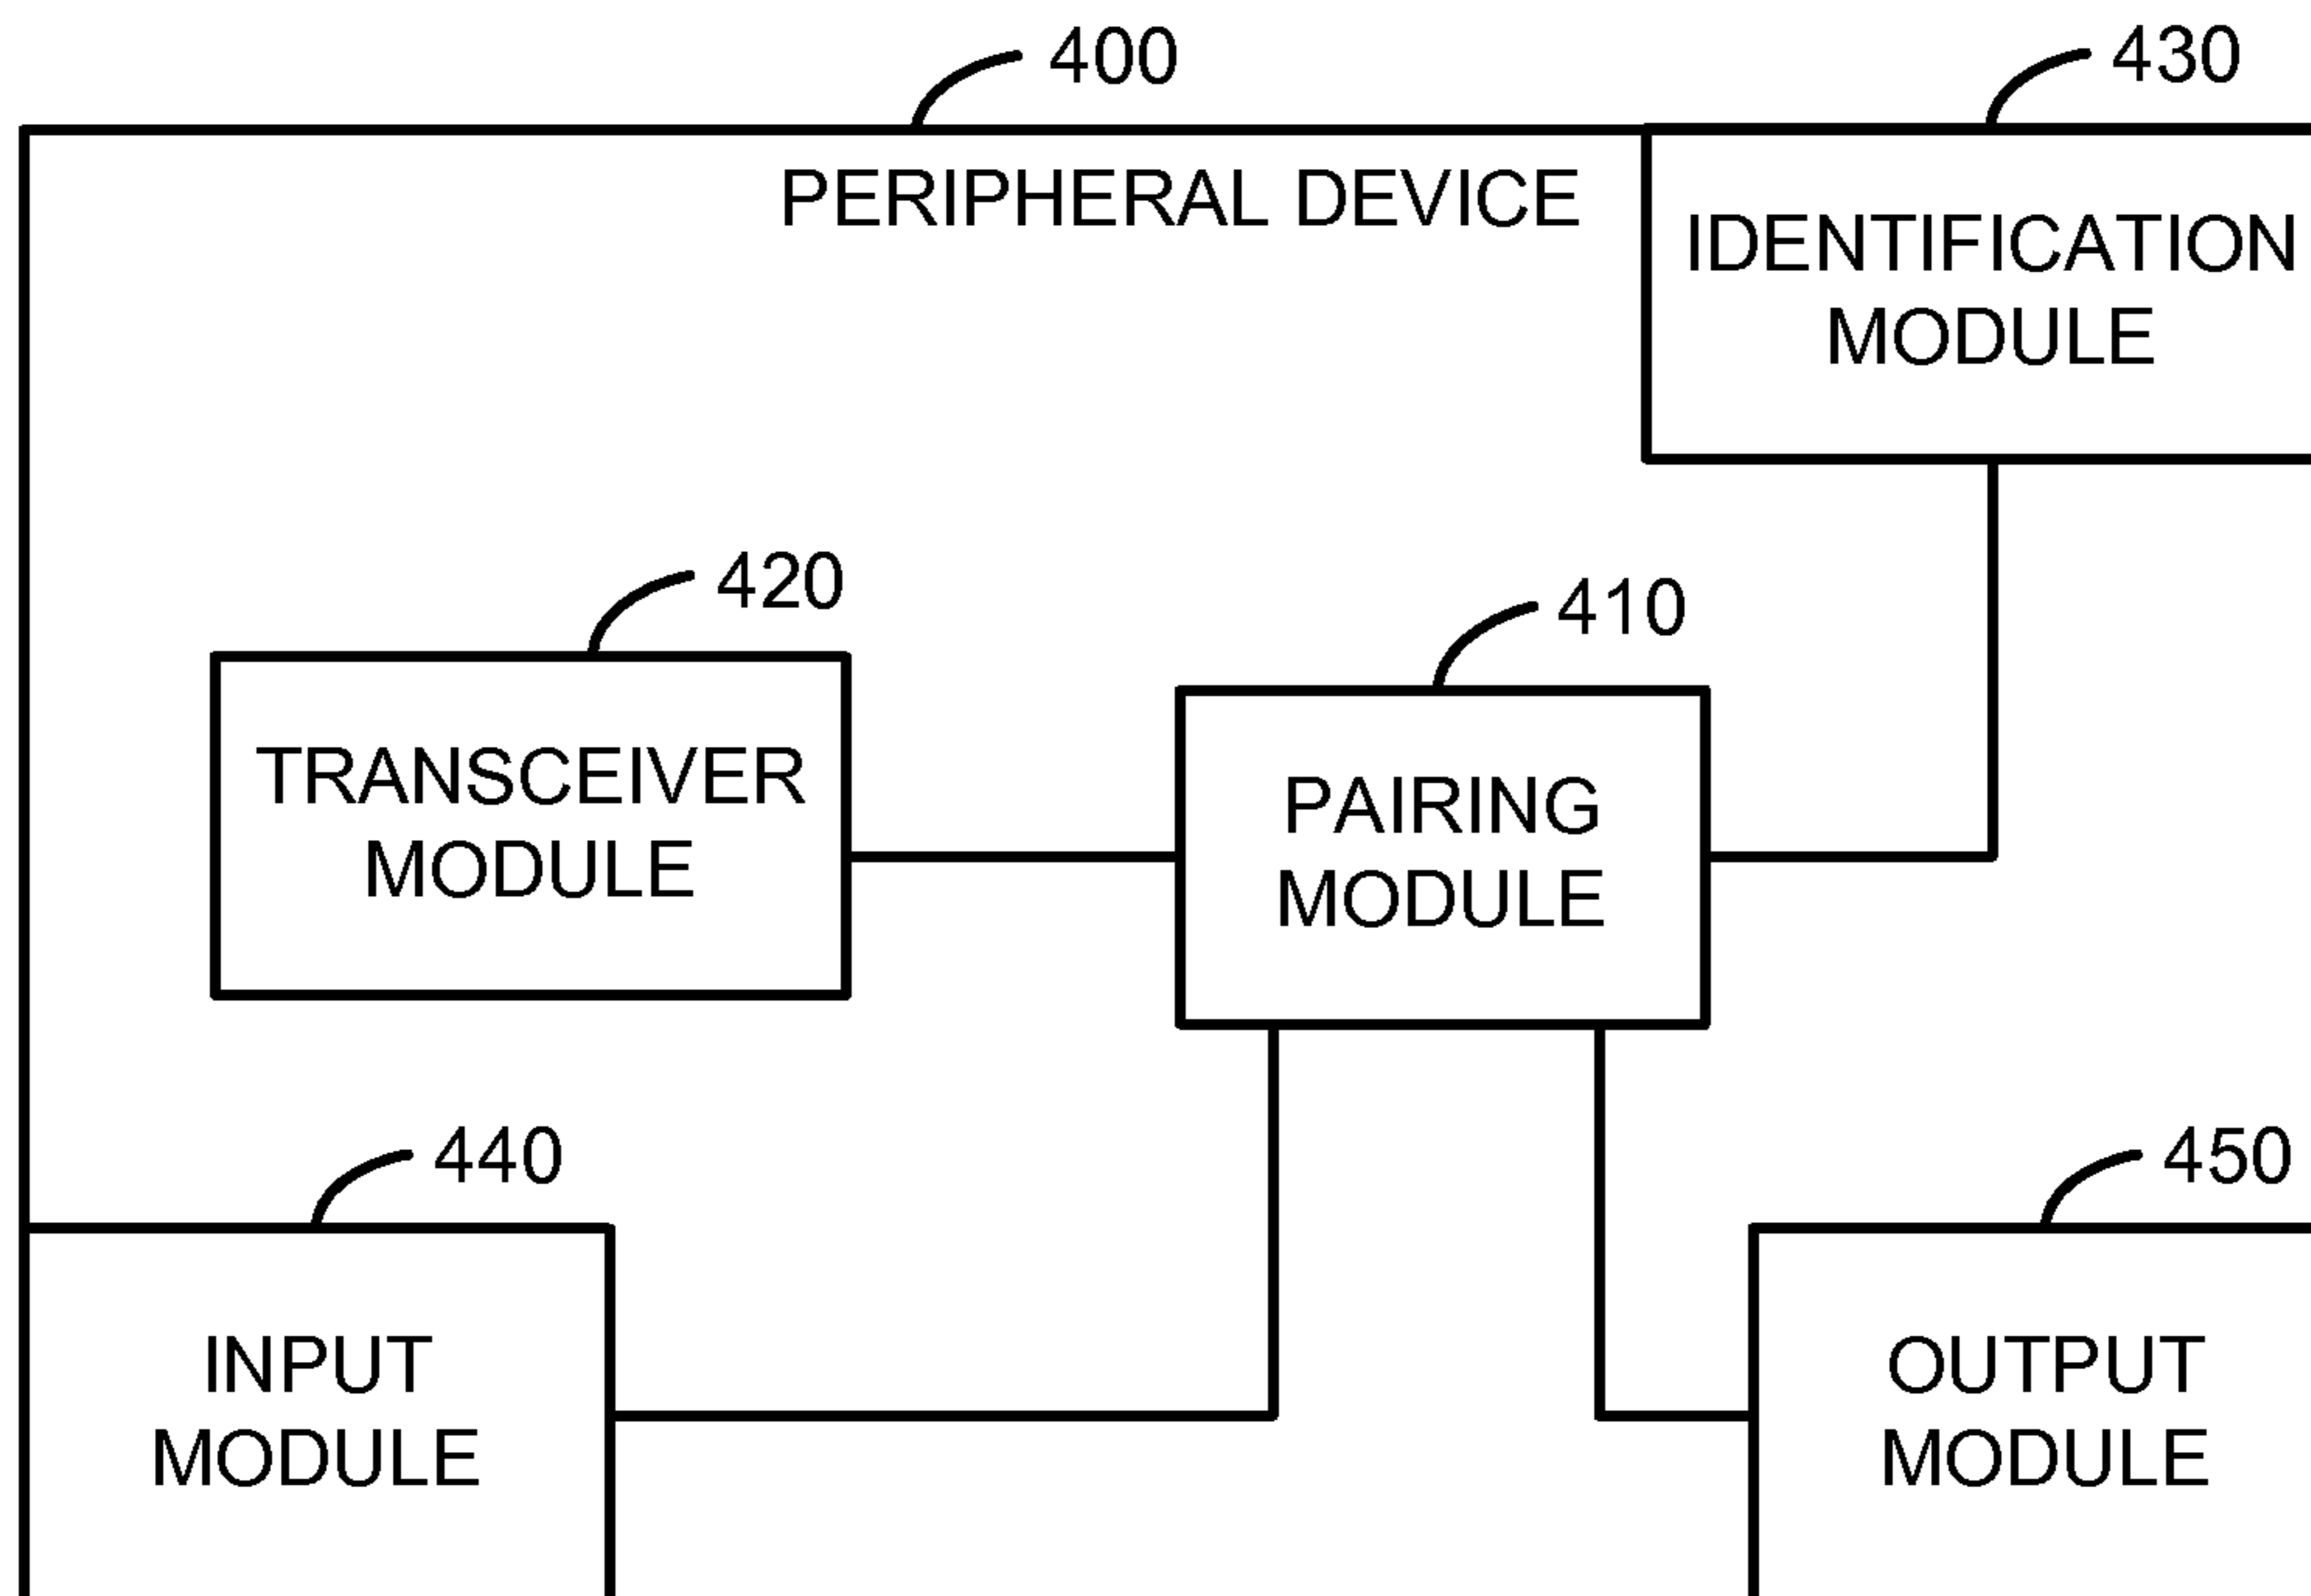 400
430
PERIPHERAL DEVICE
IDENTIFICATION
MODULE
420
410
TRANSCEIVER
MODULE
PAIRING
MODULE
440
450
INPUT
MODULE
OUTPUT
MODULE